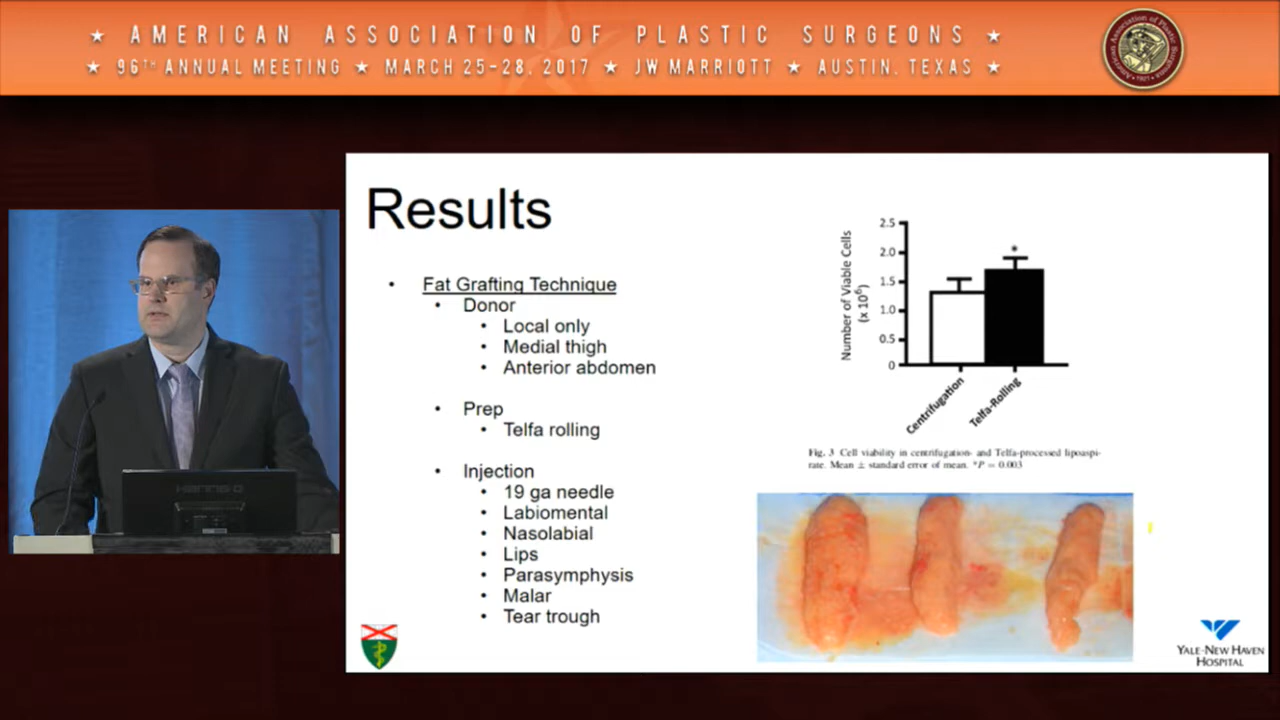 ★ AMERICAN ASSOCIATION OF PLASTIC SURGEONS ★
★ 96TH ANNUAL MEETING ★ MARCH 25-28, 2017 ★ JW MARRIOTT ★ AUSTIN, TEXAS ★
Results
• Fat Grafting Technique
• Donor
• Local only
• Medial thigh
• Anterior abdomen
• Prep
• Telfa rolling
• Injection
• 19 ga needle
• Labiomental
• Nasolabial
• Lips
• Parasymphysis
• Malar
• Tear trough
Number of Viable Cells
(x 10⁶)
2.5
2.0
1.5
1.0
0.5
0
*
Centrifugation
Telfa-Rolling
Fig. 3 Cell viability in centrifugation- and Telfa-processed lipoaspi-
rate. Mean ± standard error of mean. *P = 0.003
YALE-NEW HAVEN
HOSPITAL